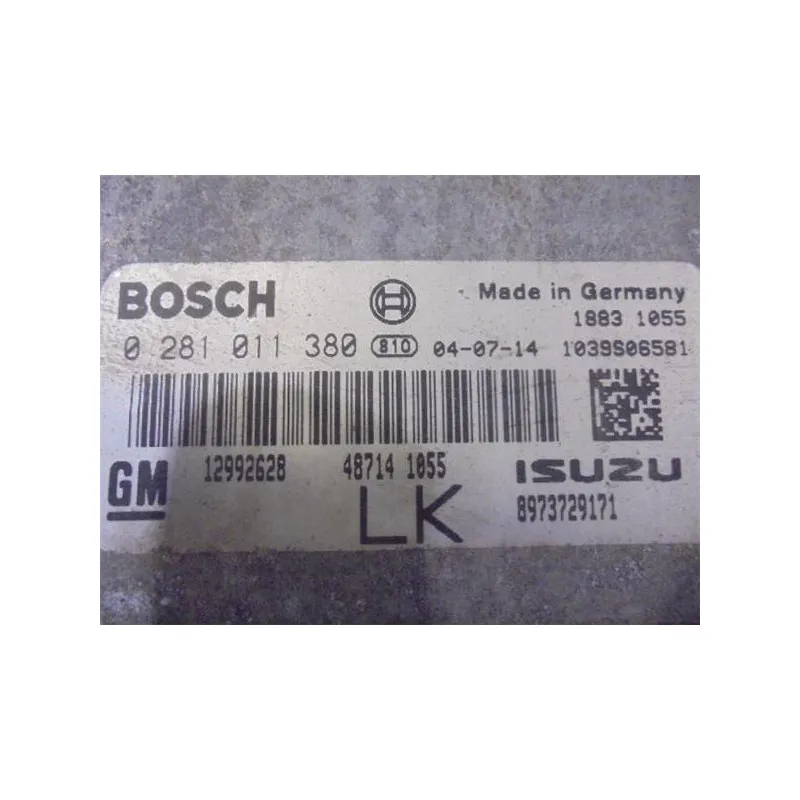 BOSCH Made in Germany
1883 1055
0 281 011 380 810 04-07-14 1039S06581
GM 12992628 48714 1055 ISUZU
LK 8973729171